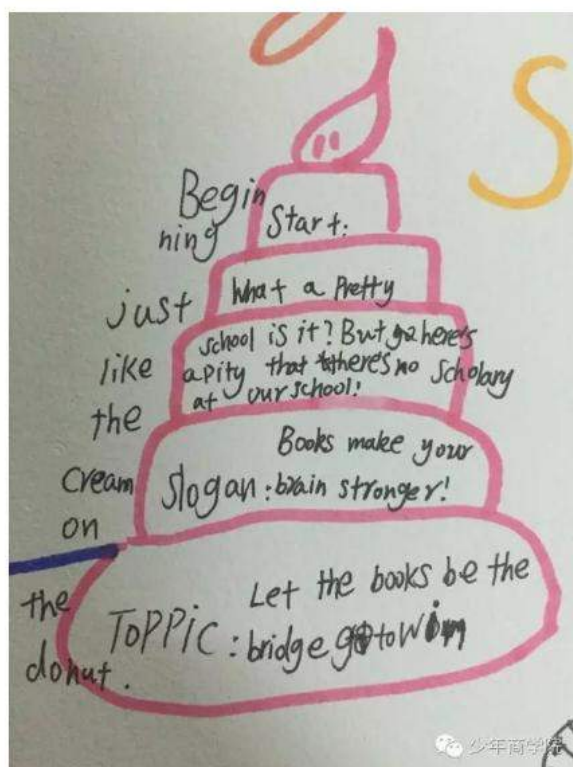 S
Begin
ning
just
like
the
cream
on
the
donut.
Start:
What a Pretty
school is it? But there's
a pity that there's no scholary
at our school!
Books make your
Slogan: brain stronger!
Let the books be the
ToPPiC: bridge to win
少年商学院